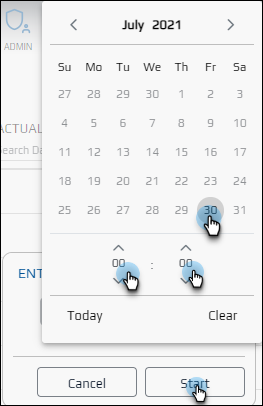 July 2021
ADMIN
Su Mo Tu We Th Fr Sa
27 28 29 30 1 2 3
4 5 6 7 8 9 10
ACTUAL
11 12 13 14 15 16 17
earch Da
18 19 20 21 22 23 24
25 26 27 28 29 30 31
00 : 00
ENT
Today Clear
Cancel Start